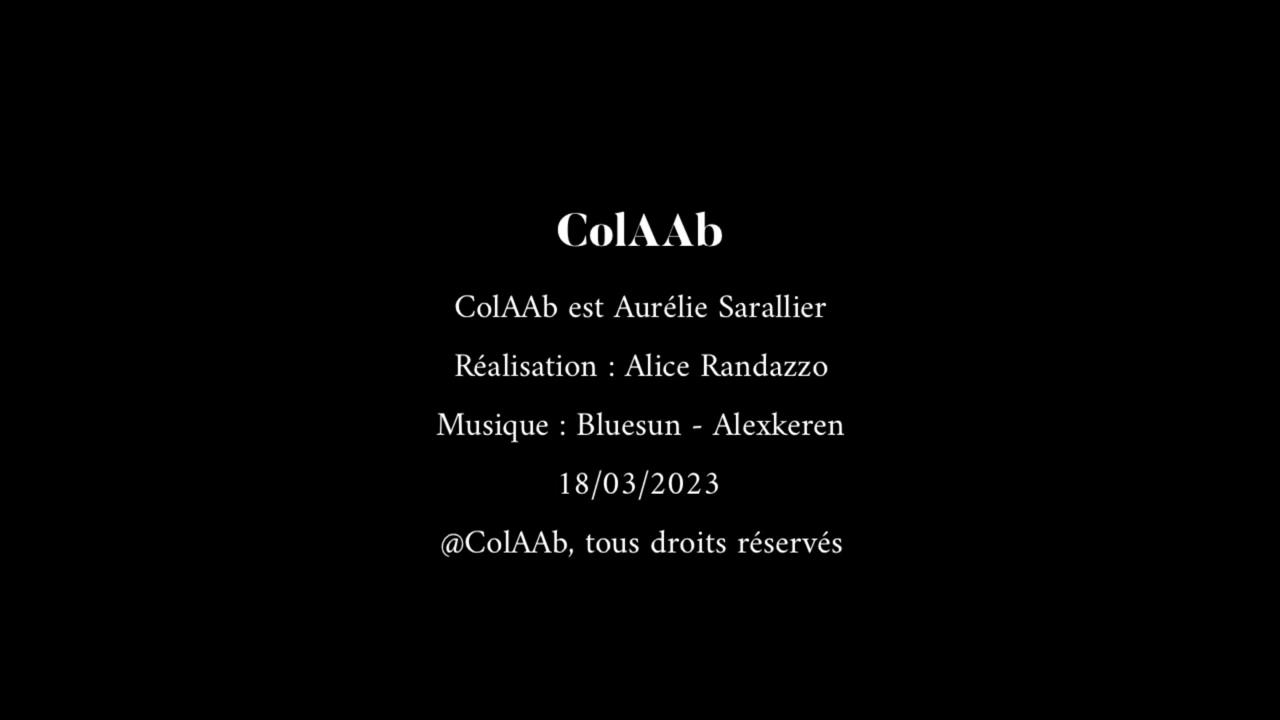 ColAAb
ColAAb est Aurélie Sarallier
Réalisation : Alice Randazzo
Musique : Bluesun - Alexkeren
18/03/2023
@ColAAb, tous droits réservés